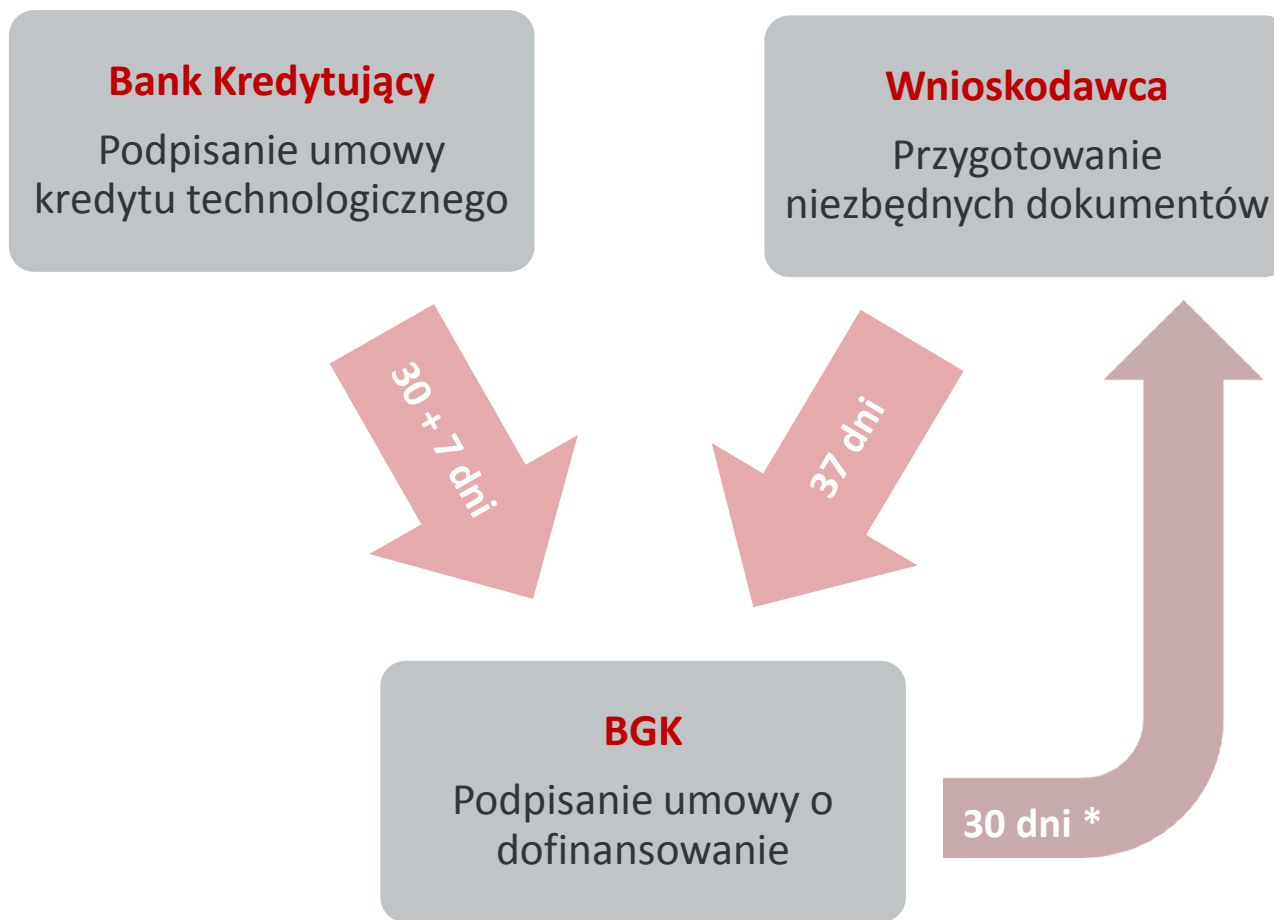 Bank Kredytujący
Podpisanie umowy
kredytu technologicznego
Wnioskodawca
Przygotowanie
niezbędnych dokumentów
30 + 7 dni
37 dni
BGK
Podpisanie umowy o
dofinansowanie
30 dni *